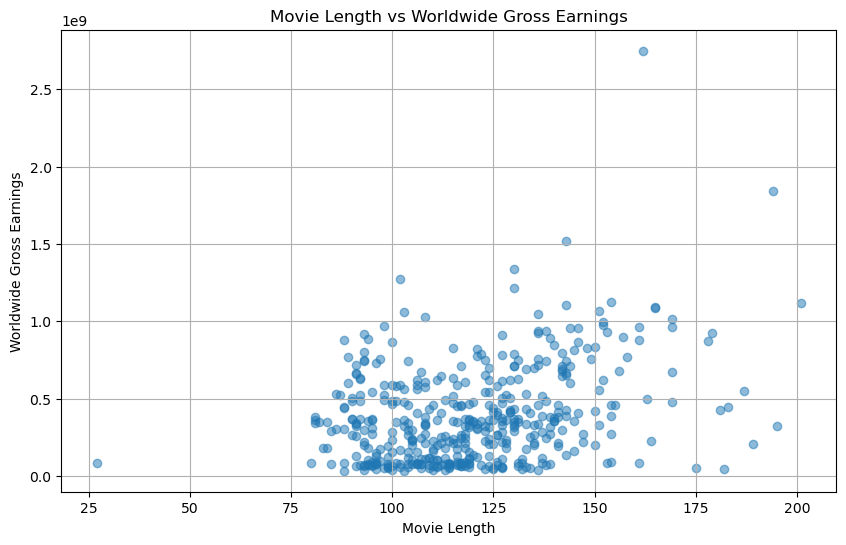 Movie Length vs Worldwide Gross Earnings
1e9
2.5
2.0
1.5
1.0
0.5
0.0
Worldwide Gross Earnings
25 50 75 100 125 150 175 200
Movie Length